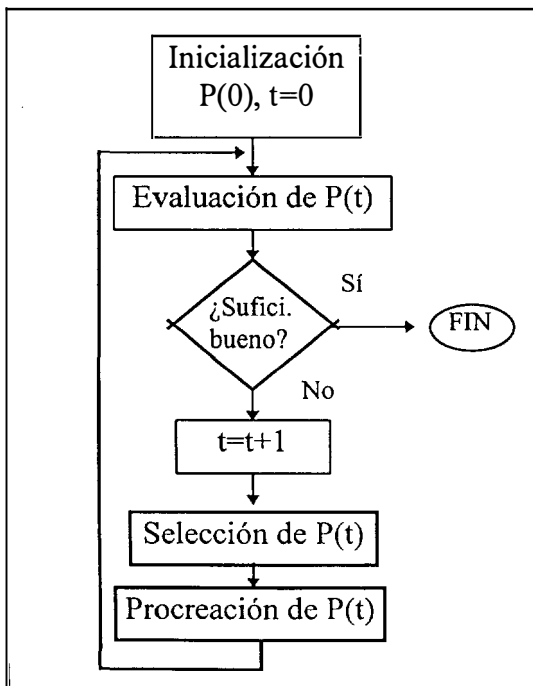 Inicialización
P(0), t=0
Evaluación de P(t)
¿Sufici.
bueno?
Sí
FIN
No
t=t+1
Selección de P(t)
Procreación de P(t)